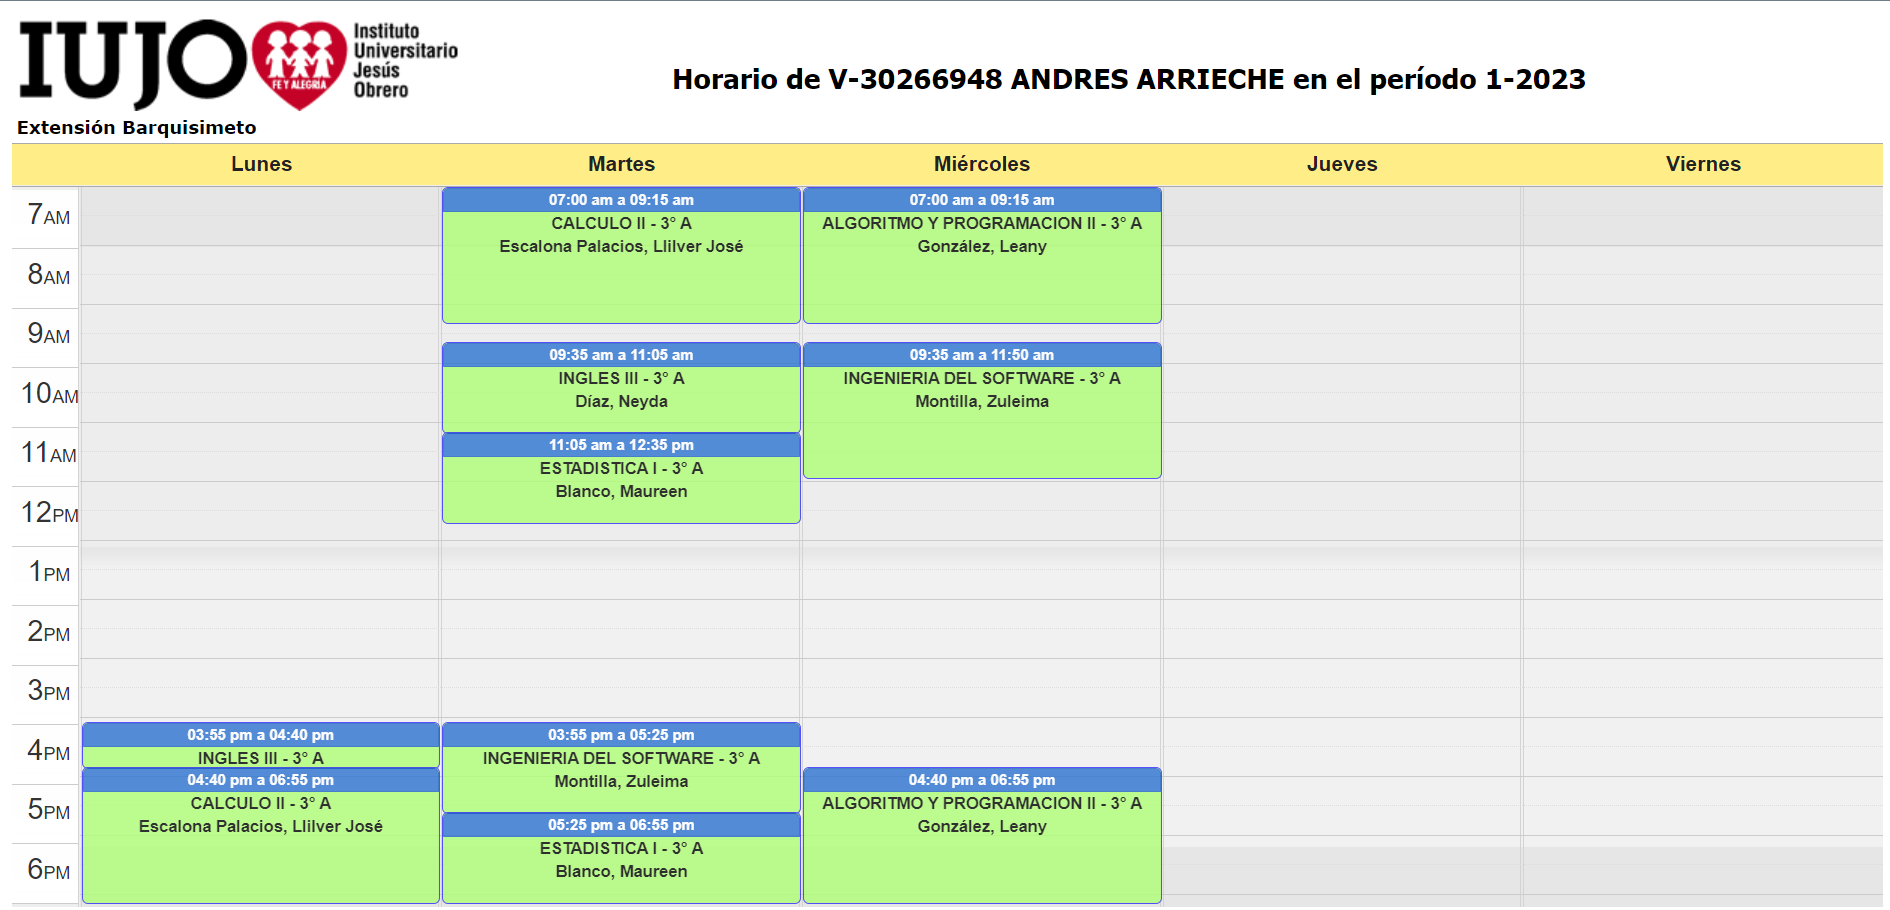 IUJO
FE Y ALEGRIA
Instituto
Universitario
Jesús
Obrero
Extensión Barquisimeto
Horario de V-30266948 ANDRES ARRIECHE en el período 1-2023
Lunes Martes Miércoles Jueves Viernes
7AM
8AM
9AM
10AM
11AM
12PM
1PM
2PM
3PM
4PM
5PM
6PM
03:55 pm a 04:40 pm
INGLES III - 3° A
04:40 pm a 06:55 pm
CALCULO II - 3° A
Escalona Palacios, Llilver José
07:00 am a 09:15 am
CALCULO II - 3° A
Escalona Palacios, Llilver José
09:35 am a 11:05 am
INGLES III - 3° A
Díaz, Neyda
11:05 am a 12:35 pm
ESTADISTICA I - 3° A
Blanco, Maureen
03:55 pm a 05:25 pm
INGENIERIA DEL SOFTWARE - 3° A
Montilla, Zuleima
05:25 pm a 06:55 pm
ESTADISTICA I - 3° A
Blanco, Maureen
07:00 am a 09:15 am
ALGORITMO Y PROGRAMACION II - 3° A
González, Leany
09:35 am a 11:50 am
INGENIERIA DEL SOFTWARE - 3° A
Montilla, Zuleima
04:40 pm a 06:55 pm
ALGORITMO Y PROGRAMACION II - 3° A
González, Leany